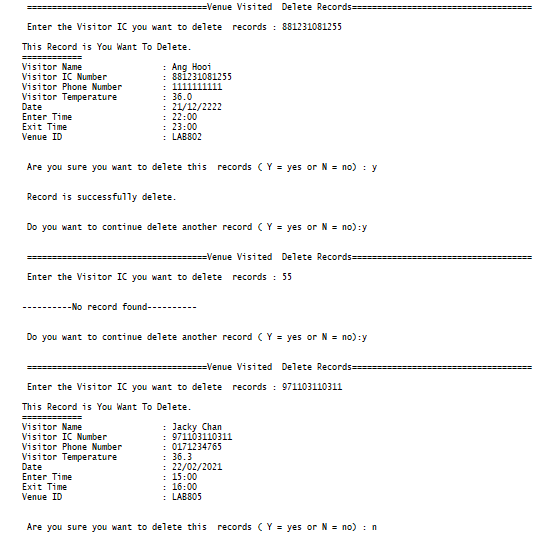 ====================================Venue Visited  Delete Records====================================
Enter the Visitor IC you want to delete  records : 881231081255
This Record is You Want To Delete.
============
Visitor Name                : Ang Hooi
Visitor IC Number           : 881231081255
Visitor Phone Number        : 1111111111
Visitor Temperature         : 36.0
Date                        : 21/12/2222
Enter Time                  : 22:00
Exit Time                   : 23:00
Venue ID                    : LAB802
Are you sure you want to delete this  records ( Y = yes or N = no) : y
Record is successfully delete.
Do you want to continue delete another record ( Y = yes or N = no):y
====================================Venue Visited  Delete Records====================================
Enter the Visitor IC you want to delete  records : 55
----------No record found----------
Do you want to continue delete another record ( Y = yes or N = no):y
====================================Venue Visited  Delete Records====================================
Enter the Visitor IC you want to delete  records : 971103110311
This Record is You Want To Delete.
============
Visitor Name                : Jacky Chan
Visitor IC Number           : 971103110311
Visitor Phone Number        : 0171234765
Visitor Temperature         : 36.3
Date                        : 22/02/2021
Enter Time                  : 15:00
Exit Time                   : 16:00
Venue ID                    : LAB805
Are you sure you want to delete this  records ( Y = yes or N = no) : n